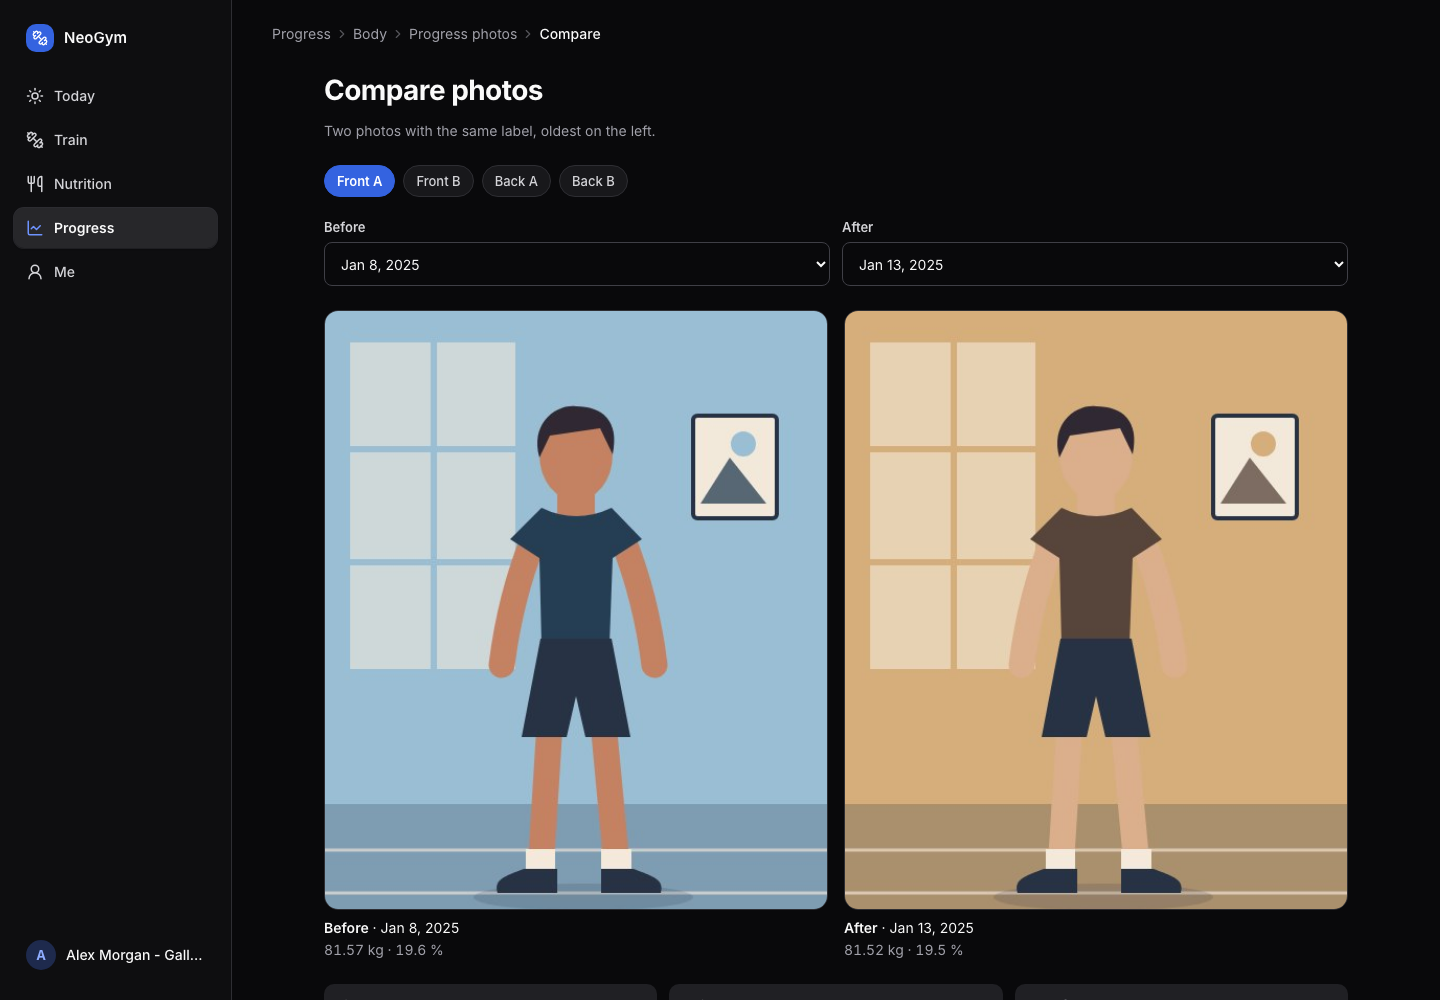 NeoGym
Today
Train
Nutrition
Progress
Me
A
Alex Morgan - Gall...
Progress > Body > Progress photos > Compare
Compare photos
Two photos with the same label, oldest on the left.
Front A Front B Back A Back B
Before After
Jan 8, 2025 Jan 13, 2025
Before · Jan 8, 2025
81.57 kg · 19.6 %
After · Jan 13, 2025
81.52 kg · 19.5 %